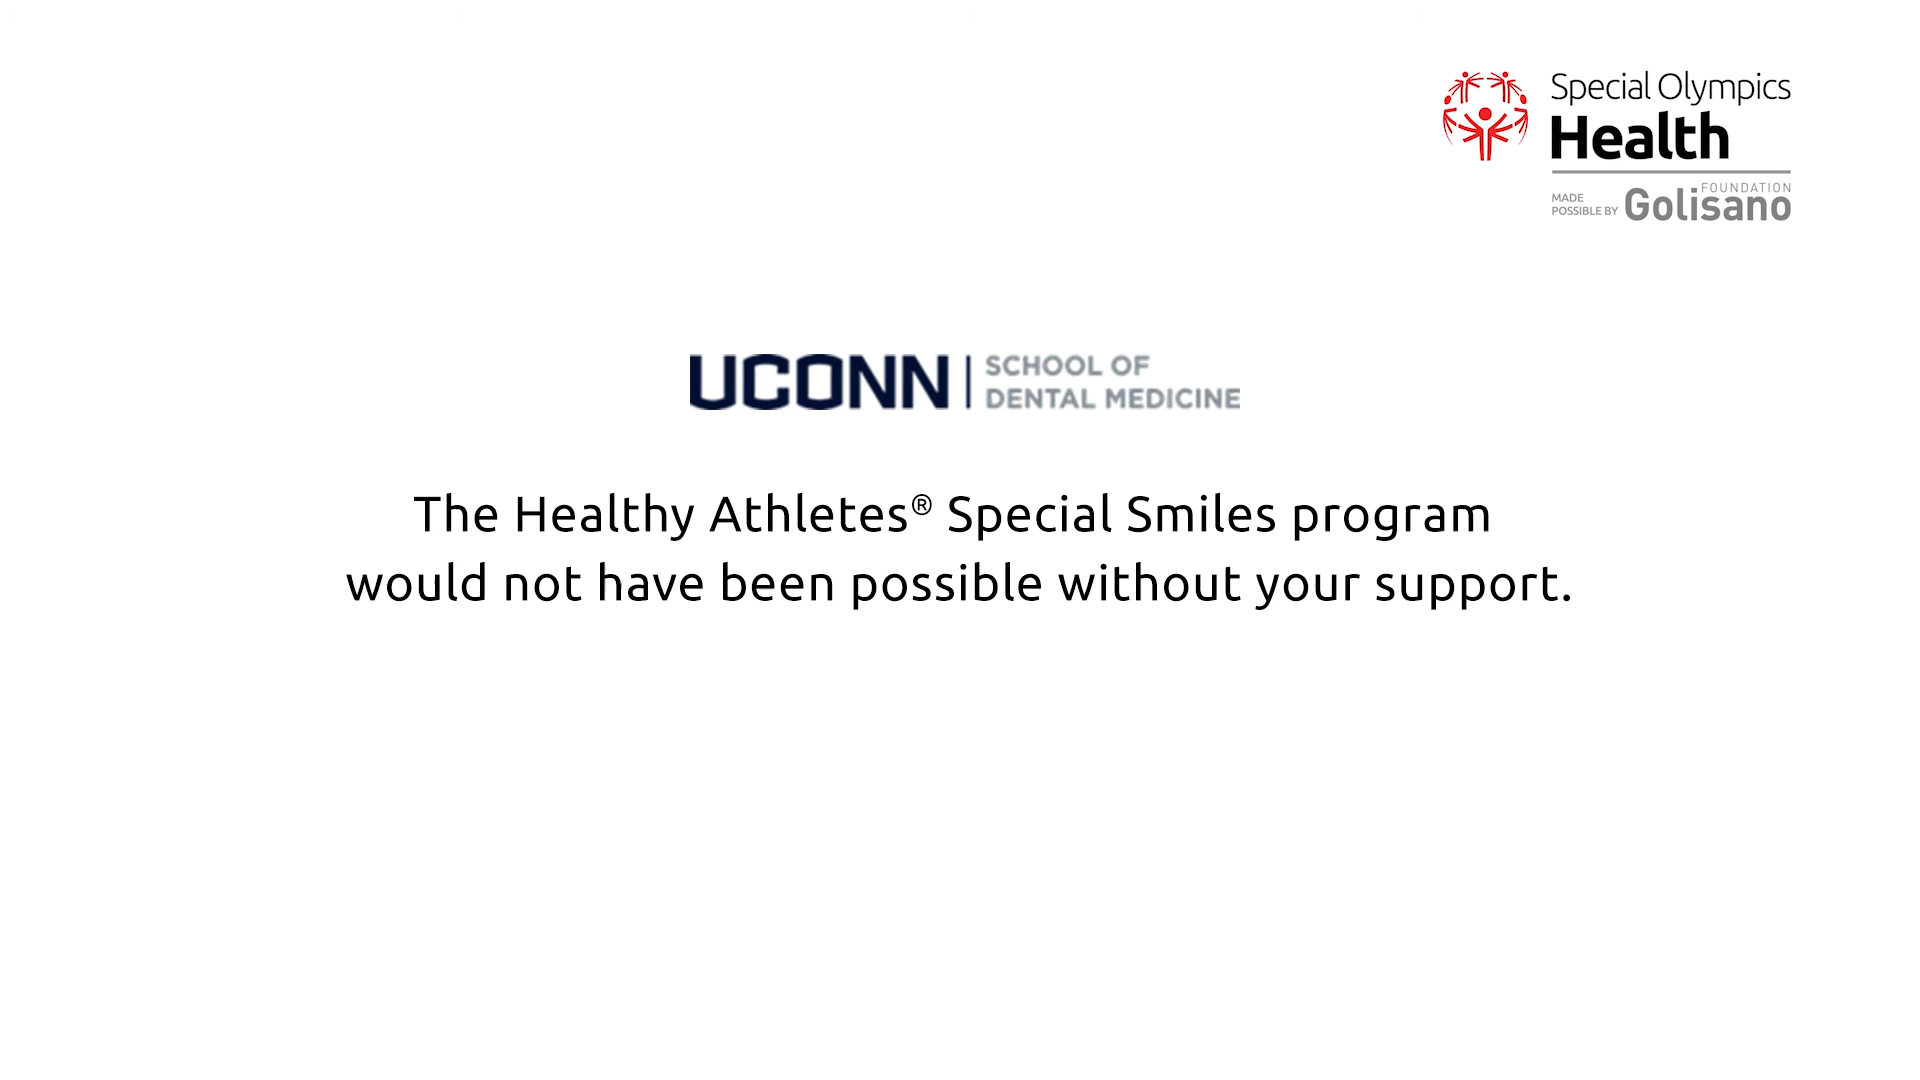 Special Olympics
Health
MADE
POSSIBLE BY
FOUNDATION
Golisano
UCONN
SCHOOL OF
DENTAL MEDICINE
The Healthy Athletes® Special Smiles program
would not have been possible without your support.